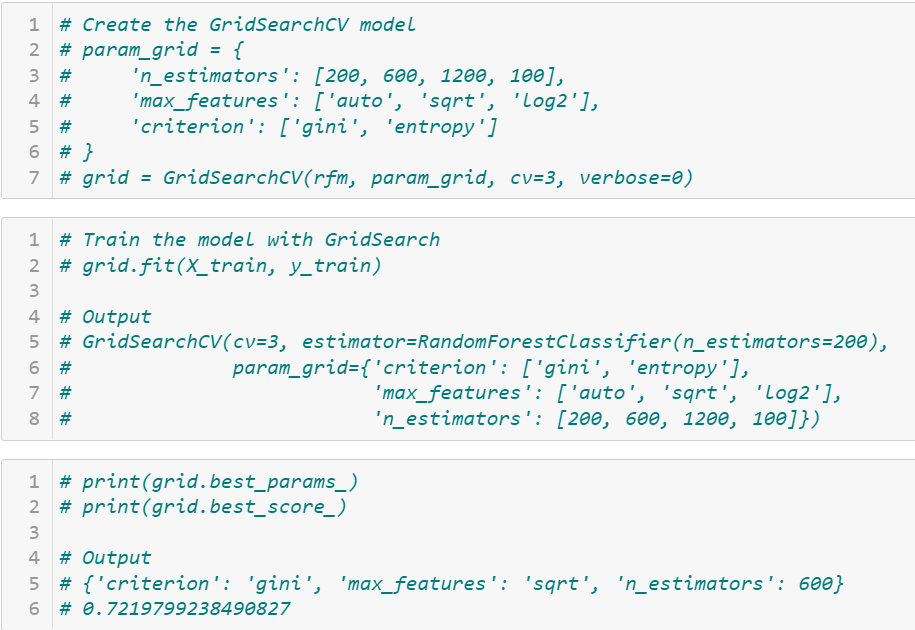 1 # Create the GridSearchCV model
2 # param_grid = {
3 #     'n_estimators': [200, 600, 1200, 100],
4 #     'max_features': ['auto', 'sqrt', 'log2'],
5 #     'criterion': ['gini', 'entropy']
6 # }
7 # grid = GridSearchCV(rfm, param_grid, cv=3, verbose=0)
1 # Train the model with GridSearch
2 # grid.fit(X_train, y_train)
3
4 # Output
5 # GridSearchCV(cv=3, estimator=RandomForestClassifier(n_estimators=200),
6 #              param_grid={'criterion': ['gini', 'entropy'],
7 #                          'max_features': ['auto', 'sqrt', 'log2'],
8 #                          'n_estimators': [200, 600, 1200, 100]})
1 # print(grid.best_params_)
2 # print(grid.best_score_)
3
4 # Output
5 # {'criterion': 'gini', 'max_features': 'sqrt', 'n_estimators': 600}
6 # 0.7219799238490827